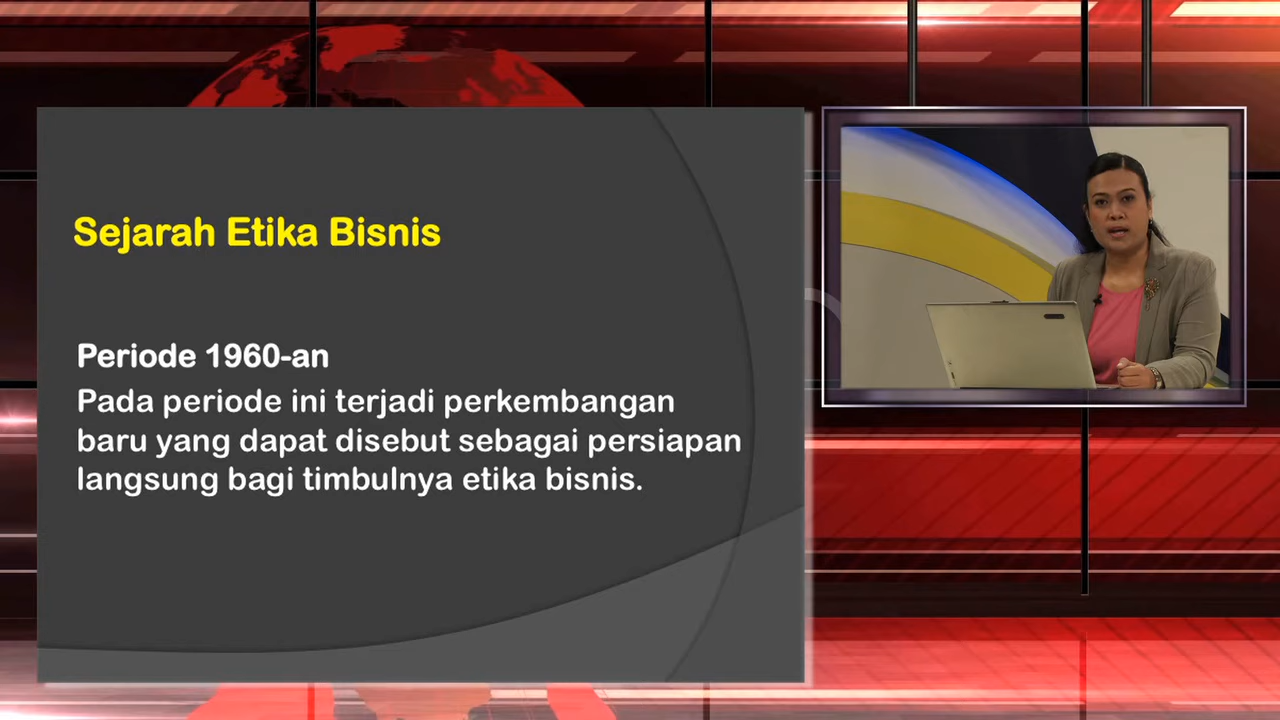 Sejarah Etika Bisnis
Periode 1960-an
Pada periode ini terjadi perkembangan
baru yang dapat disebut sebagai persiapan
langsung bagi timbulnya etika bisnis.